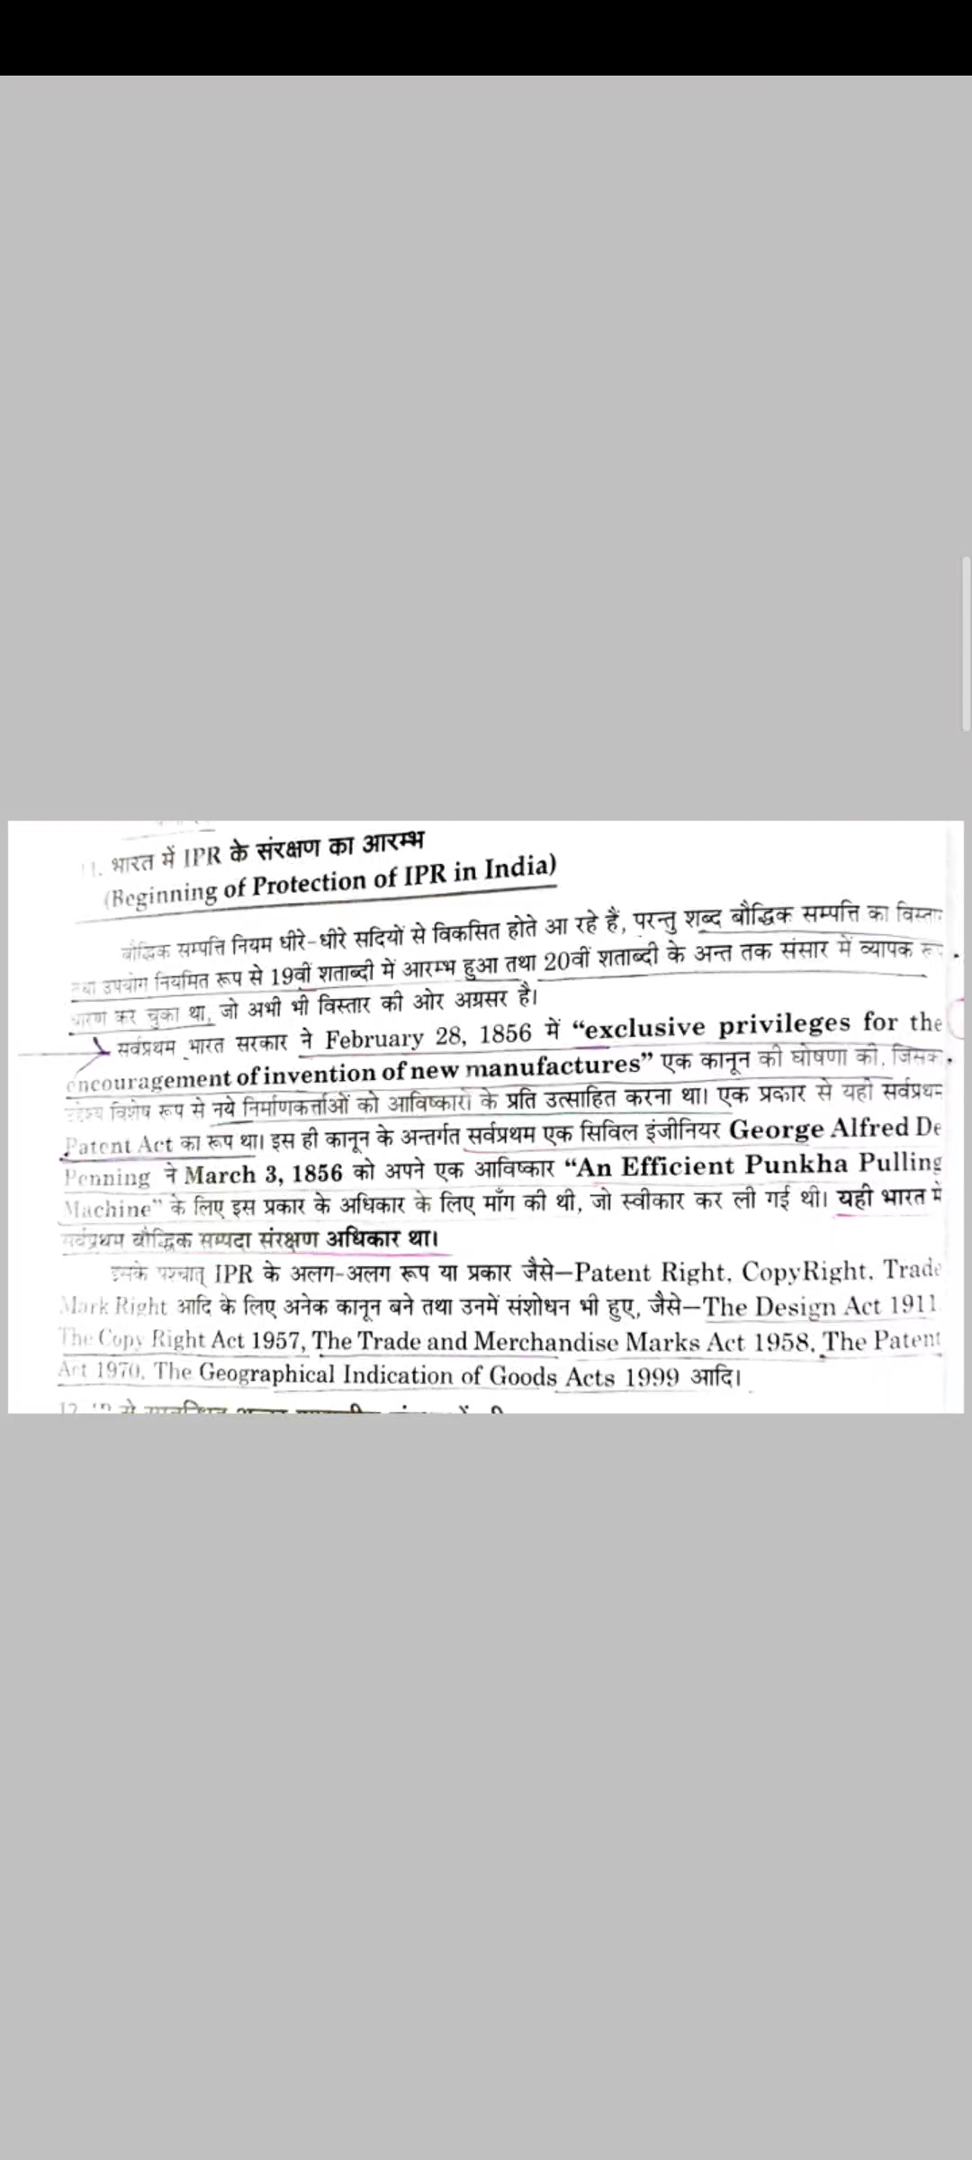 11. भारत में IPR के संरक्षण का आरम्भ
(Beginning of Protection of IPR in India)
बौद्धिक सम्पत्ति नियम धीरे-धीरे सदियों से विकसित होते आ रहे हैं, परन्तु शब्द बौद्धिक सम्पत्ति का विस्तार
तथा उपयोग नियमित रूप से 19वीं शताब्दी में आरम्भ हुआ तथा 20वीं शताब्दी के अन्त तक संसार में व्यापक रूप
धारण कर चुका था, जो अभी भी विस्तार की ओर अग्रसर है।
सर्वप्रथम भारत सरकार ने February 28, 1856 में “exclusive privileges for the
encouragement of invention of new manufactures” एक कानून की घोषणा की, जिसका
उद्देश्य विशेष रूप से नये निर्माणकर्त्ताओं को आविष्कारों के प्रति उत्साहित करना था। एक प्रकार से यही सर्वप्रथम
Patent Act का रूप था। इस ही कानून के अन्तर्गत सर्वप्रथम एक सिविल इंजीनियर George Alfred De
Penning ने March 3, 1856 को अपने एक आविष्कार “An Efficient Punkha Pulling
Machine” के लिए इस प्रकार के अधिकार के लिए माँग की थी, जो स्वीकार कर ली गई थी। यही भारत में
सर्वप्रथम बौद्धिक सम्पदा संरक्षण अधिकार था।
इसके पश्चात् IPR के अलग-अलग रूप या प्रकार जैसे–Patent Right, CopyRight, Trade
Mark Right आदि के लिए अनेक कानून बने तथा उनमें संशोधन भी हुए, जैसे–The Design Act 1911
The Copy Right Act 1957, The Trade and Merchandise Marks Act 1958, The Patent
Act 1970, The Geographical Indication of Goods Acts 1999 आदि।